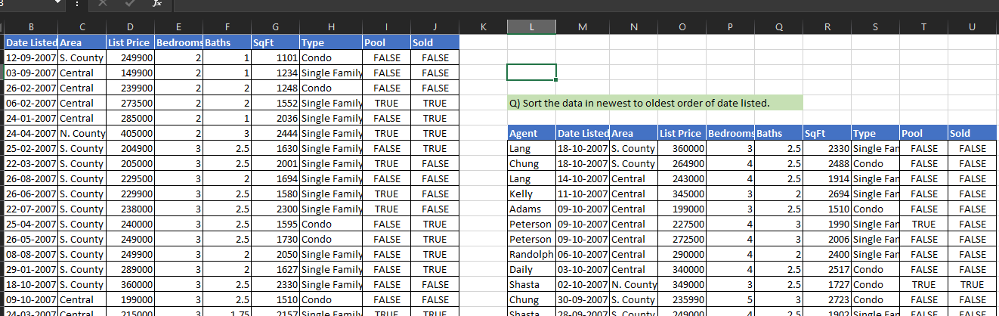 fx
B C D E F G H I J K L M N O P Q R S T U
Date Listed Area List Price Bedrooms Baths SqFt Type Pool Sold
12-09-2007 S. County 249900 2 1 1101 Condo FALSE FALSE
03-09-2007 Central 149900 2 1 1234 Single Family FALSE FALSE
26-02-2007 Central 239900 2 2 1248 Condo FALSE FALSE
06-02-2007 Central 273500 2 2 1552 Single Family TRUE TRUE Q) Sort the data in newest to oldest order of date listed.
24-01-2007 Central 285000 2 1 2036 Single Family FALSE TRUE
24-04-2007 N. County 405000 2 3 2444 Single Family TRUE TRUE Agent Date Listed Area List Price Bedrooms Baths SqFt Type Pool Sold
25-02-2007 S. County 204900 3 2.5 1630 Single Family FALSE TRUE Lang 18-10-2007 S. County 360000 3 2.5 2330 Single Fan FALSE FALSE
22-03-2007 S. County 205000 3 2.5 2001 Single Family TRUE FALSE Chung 18-10-2007 S. County 264900 4 2.5 2488 Condo FALSE FALSE
26-08-2007 S. County 229500 3 2 1694 Single Family FALSE FALSE Lang 14-10-2007 Central 243000 4 2.5 1914 Single Fan FALSE FALSE
26-06-2007 S. County 229900 3 2.5 1580 Single Family TRUE FALSE Kelly 11-10-2007 Central 345000 3 2 2694 Single Fan FALSE FALSE
22-07-2007 S. County 238000 3 2.5 2300 Single Family TRUE FALSE Adams 09-10-2007 Central 199000 3 2.5 1510 Condo FALSE FALSE
25-04-2007 S. County 240000 3 2.5 1595 Condo FALSE TRUE Peterson 09-10-2007 Central 227500 4 3 1990 Single Fan TRUE FALSE
26-05-2007 S. County 249000 3 2.5 1730 Condo FALSE TRUE Peterson 09-10-2007 Central 272500 4 3 2006 Single Fan FALSE FALSE
08-08-2007 S. County 249900 3 2 2050 Single Family FALSE TRUE Randolph 06-10-2007 Central 290000 4 2 2400 Single Fan FALSE FALSE
29-01-2007 S. County 289000 3 2 1627 Single Family FALSE TRUE Daily 03-10-2007 Central 340000 4 2.5 2517 Condo FALSE FALSE
18-10-2007 S. County 360000 3 2.5 2330 Single Family FALSE FALSE Shasta 02-10-2007 N. County 349000 3 2.5 1727 Condo TRUE TRUE
09-10-2007 Central 199000 3 2.5 1510 Condo FALSE FALSE Chung 30-09-2007 S. County 235990 5 3 2723 Condo FALSE FALSE
24-03-2007 Central 215000 3 1.75 2157 Single Family TRUE TRUE Shasta 28-09-2007 S. County 249000 4 2.5 1902 Single Fan FALSE FALSE